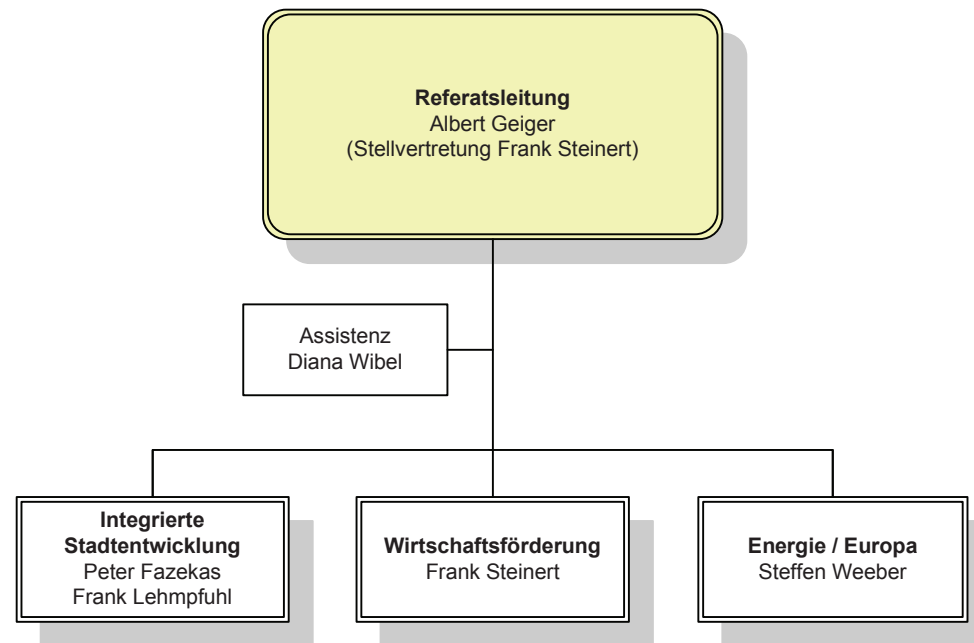 Referatsleitung
Albert Geiger
(Stellvertretung Frank Steinert)
Assistenz
Diana Wibel
Integrierte
Stadtentwicklung
Peter Fazekas
Frank Lehmpfuhl
Wirtschaftsförderung
Frank Steinert
Energie / Europa
Steffen Weeber